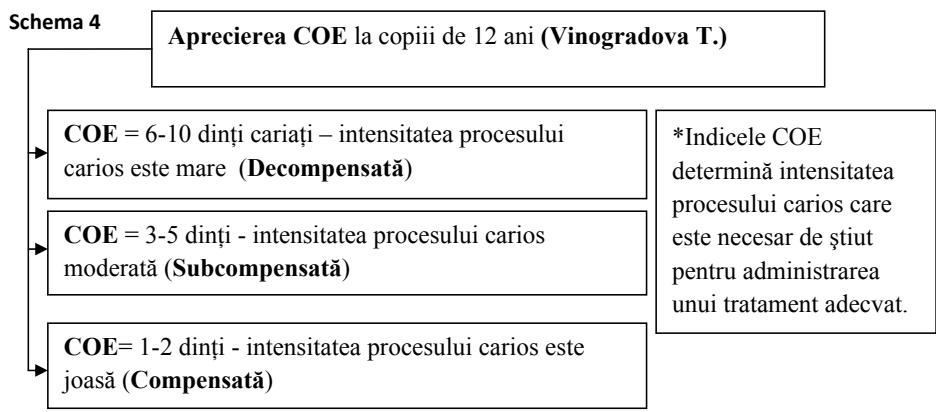 Schema 4
Aprecierea COE la copiii de 12 ani (Vinogradova T.)
COE = 6-10 dinți cariați – intensitatea procesului
carios este mare (Decompensată)
COE = 3-5 dinți - intensitatea procesului carios
moderată (Subcompensată)
COE= 1-2 dinți - intensitatea procesului carios este
joasă (Compensată)
*Indicele COE
determină intensitatea
procesului carios care
este necesar de ştiut
pentru administrarea
unui tratament adecvat.